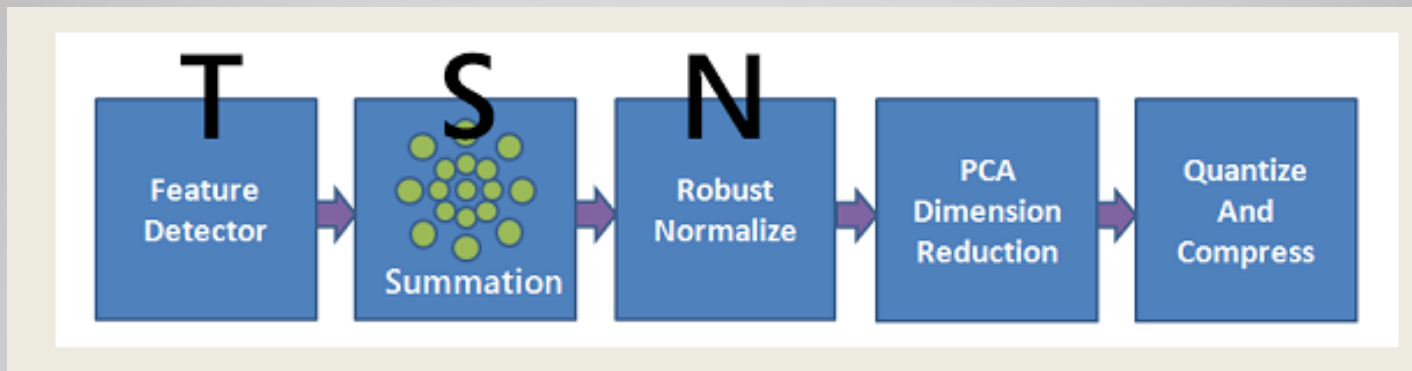 T
Feature
Detector
S
Summation
N
Robust
Normalize
PCA
Dimension
Reduction
Quantize
And
Compress